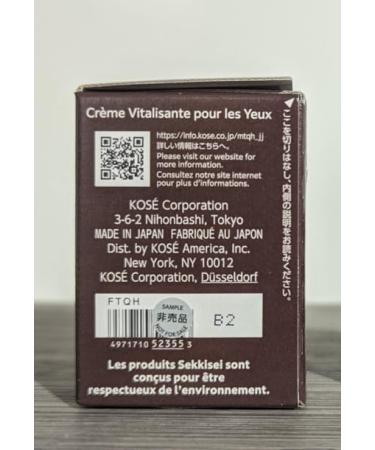 Crème Vitalisante pour les Yeux
https://info.kose.co.jp/mtqh_jj
詳しい情報はこちらへ。
Please visit our website for
more information.
Consultez notre site internet
pour plus d'informations.
KOSÉ Corporation
3-6-2 Nihonbashi, Tokyo
MADE IN JAPAN FABRIQUÉ AU JAPON
Dist. by KOSÉ America, Inc.
New York, NY 10012
KOSÉ Corporation, Düsseldorf
FTQH
SAMPLE
非売品
NOT FOR SALE
B2
4971710 52355 3
Les produits Sekkisei sont
conçus pour être
respectueux de l'environnement.
ここを切りはなし、内側の説明をお読みください。